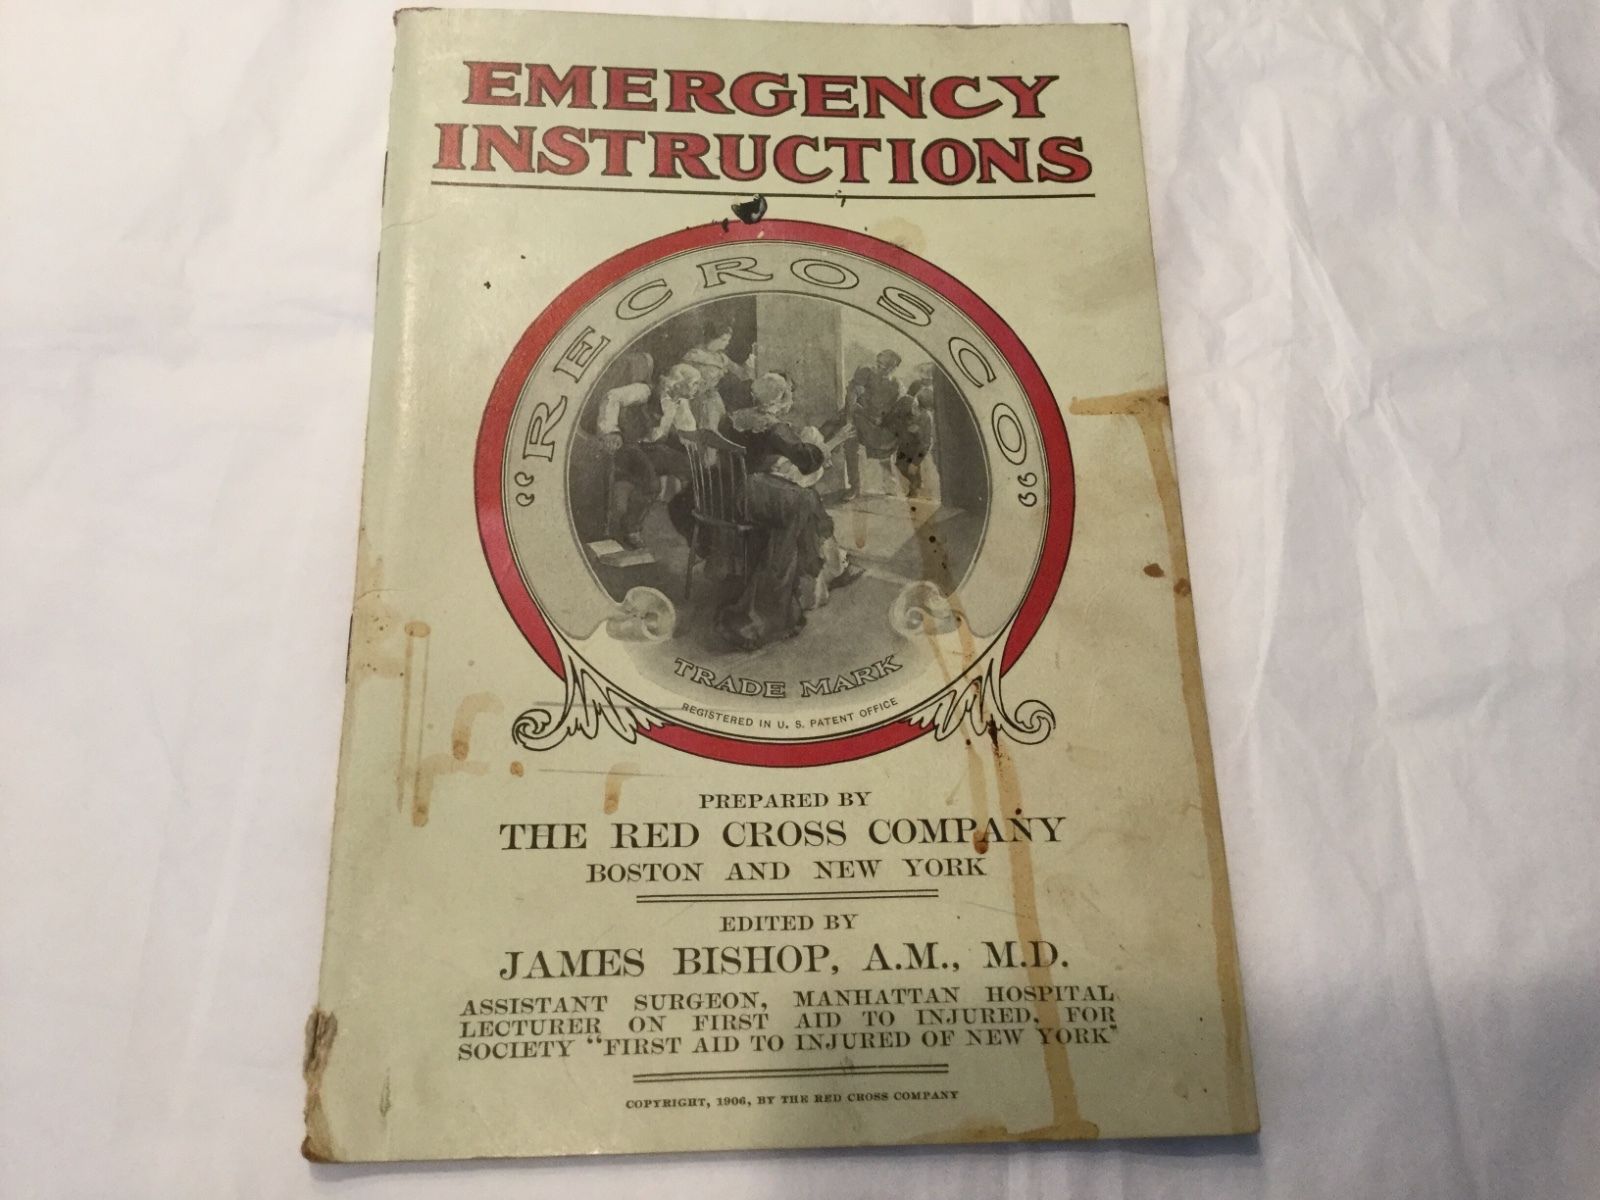 EMERGENCY
INSTRUCTIONS
"RECROSCO"
TRADE MARK
REGISTERED IN U. S. PATENT OFFICE
PREPARED BY
THE RED CROSS COMPANY
BOSTON AND NEW YORK
EDITED BY
JAMES BISHOP, A.M., M.D.
ASSISTANT SURGEON, MANHATTAN HOSPITAL
LECTURER ON FIRST AID TO INJURED, FOR
SOCIETY "FIRST AID TO INJURED OF NEW YORK"
COPYRIGHT, 1906, BY THE RED CROSS COMPANY